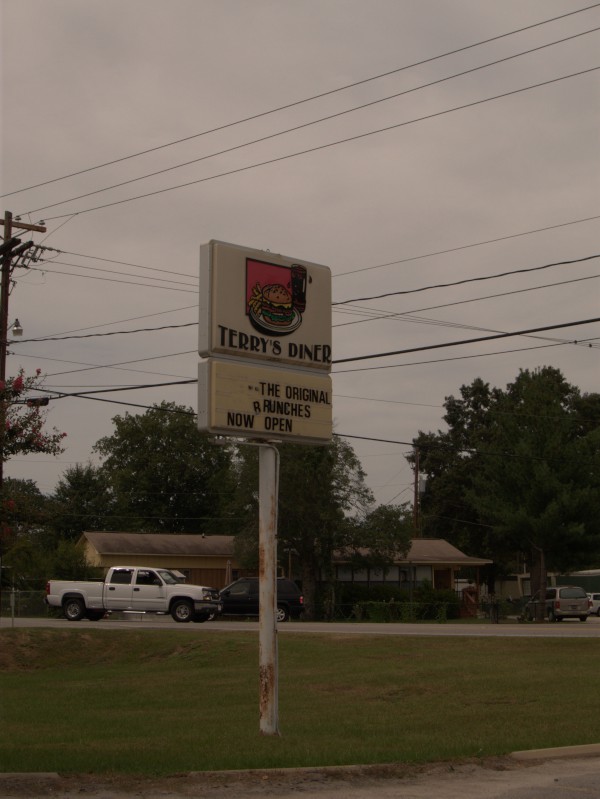 TERRY'S DINER
"THE ORIGINAL
RUNCHES
NOW OPEN